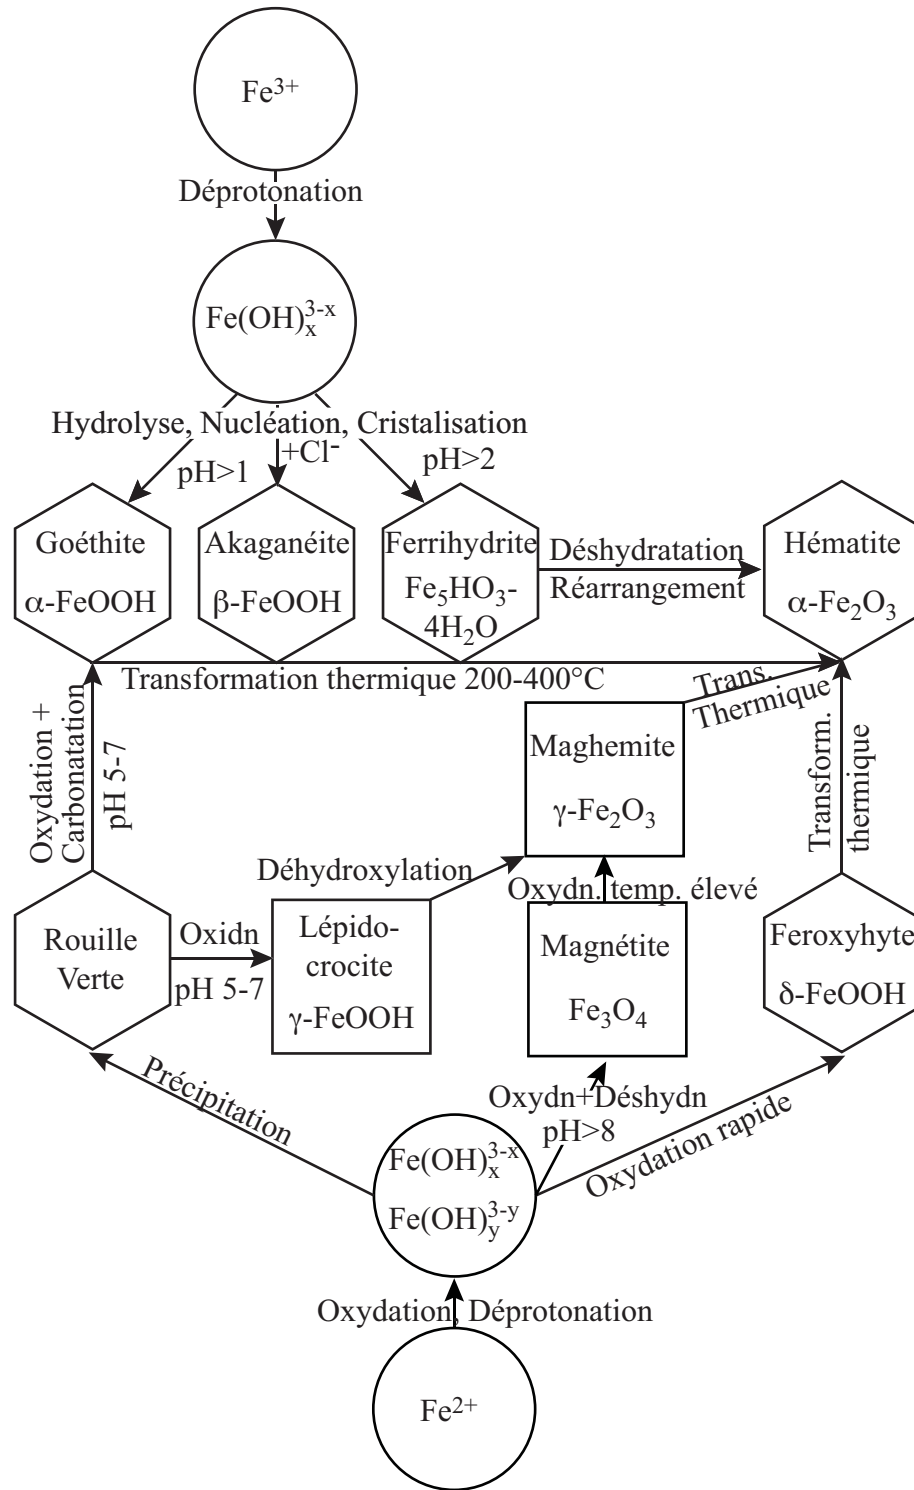 Fe3+
Déprotonation
Fe(OH)x3-x
Hydrolyse, Nucléation, Cristalisation
pH>1
+Cl-
pH>2
Goéthite
α-FeOOH
Akaganéite
β-FeOOH
Ferrihydrite
Fe5HO3-
4H2O
Déshydratation
Réarrangement
Hématite
α-Fe2O3
Transformation thermique 200-400°C
Trans.
Thermique
Oxydation +
Carbonatation
pH 5-7
Maghemite
γ-Fe2O3
Transform.
thermique
Déhydroxylation
Oxydn. temp. élevé
Rouille
Verte
Oxidn
pH 5-7
Lépido-
crocite
γ-FeOOH
Magnétite
Fe3O4
Feroxyhyte
δ-FeOOH
Précipitation
Oxydn+Déshydn
pH>8
Oxydation rapide
Fe(OH)x3-x
Fe(OH)y3-y
Oxydation, Déprotonation
Fe2+